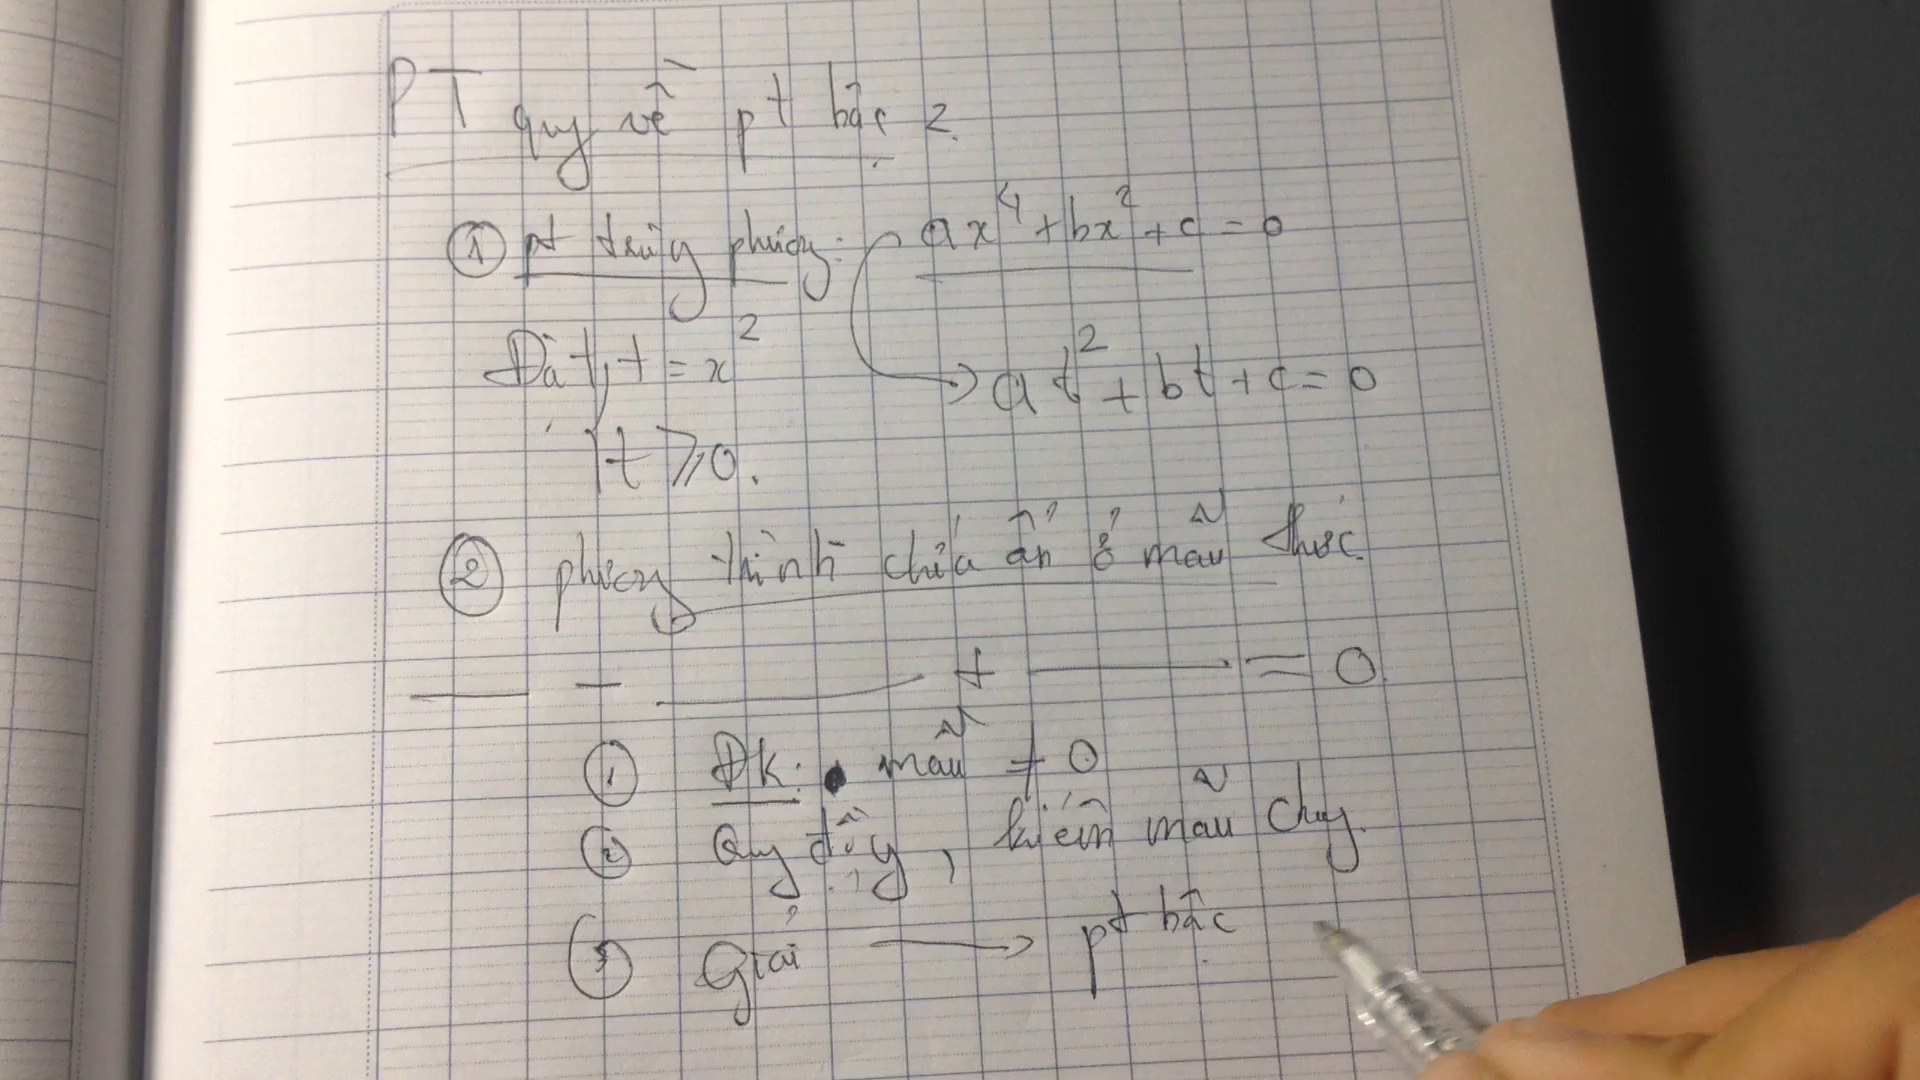 PT quy về pt bậc 2.
① pt trùng phương: ax⁴ + bx² + c = 0
Đặt, t = x² → at² + bt + c = 0
t ⩾ 0.
② phương trình chứa ẩn ở mẫu thức.
— - — + — = 0
① ĐK: • mẫu ≠ 0
② Quy đồng, kiến mẫu chung.
③ Giải → pt bậc